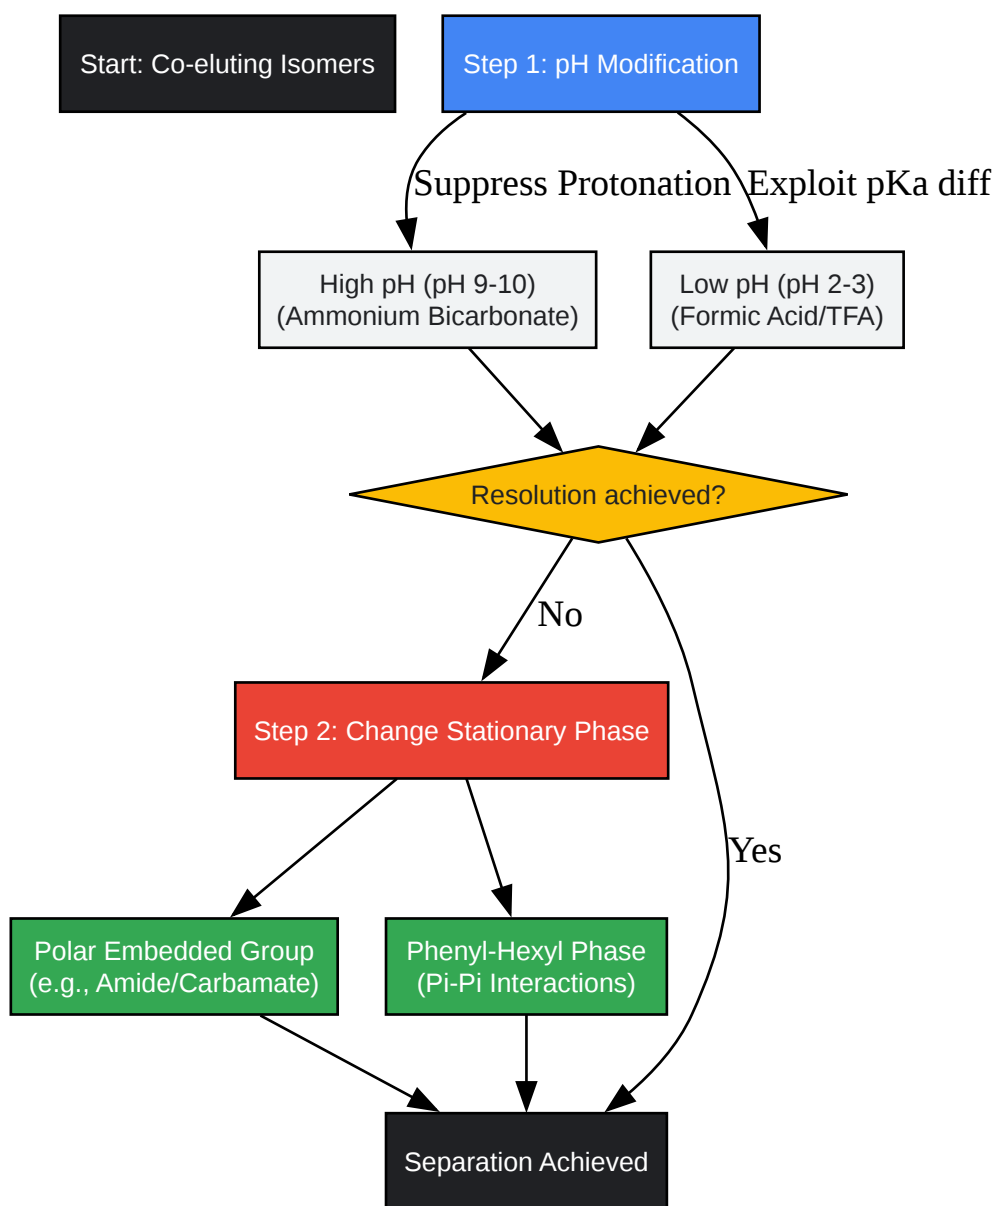 Start: Co-eluting Isomers
Step 1: pH Modification
Suppress Protonation
Exploit pKa diff
High pH (pH 9-10)
(Ammonium Bicarbonate)
Low pH (pH 2-3)
(Formic Acid/TFA)
Resolution achieved?
No
Step 2: Change Stationary Phase
Yes
Polar Embedded Group
(e.g., Amide/Carbamate)
Phenyl-Hexyl Phase
(Pi-Pi Interactions)
Separation Achieved